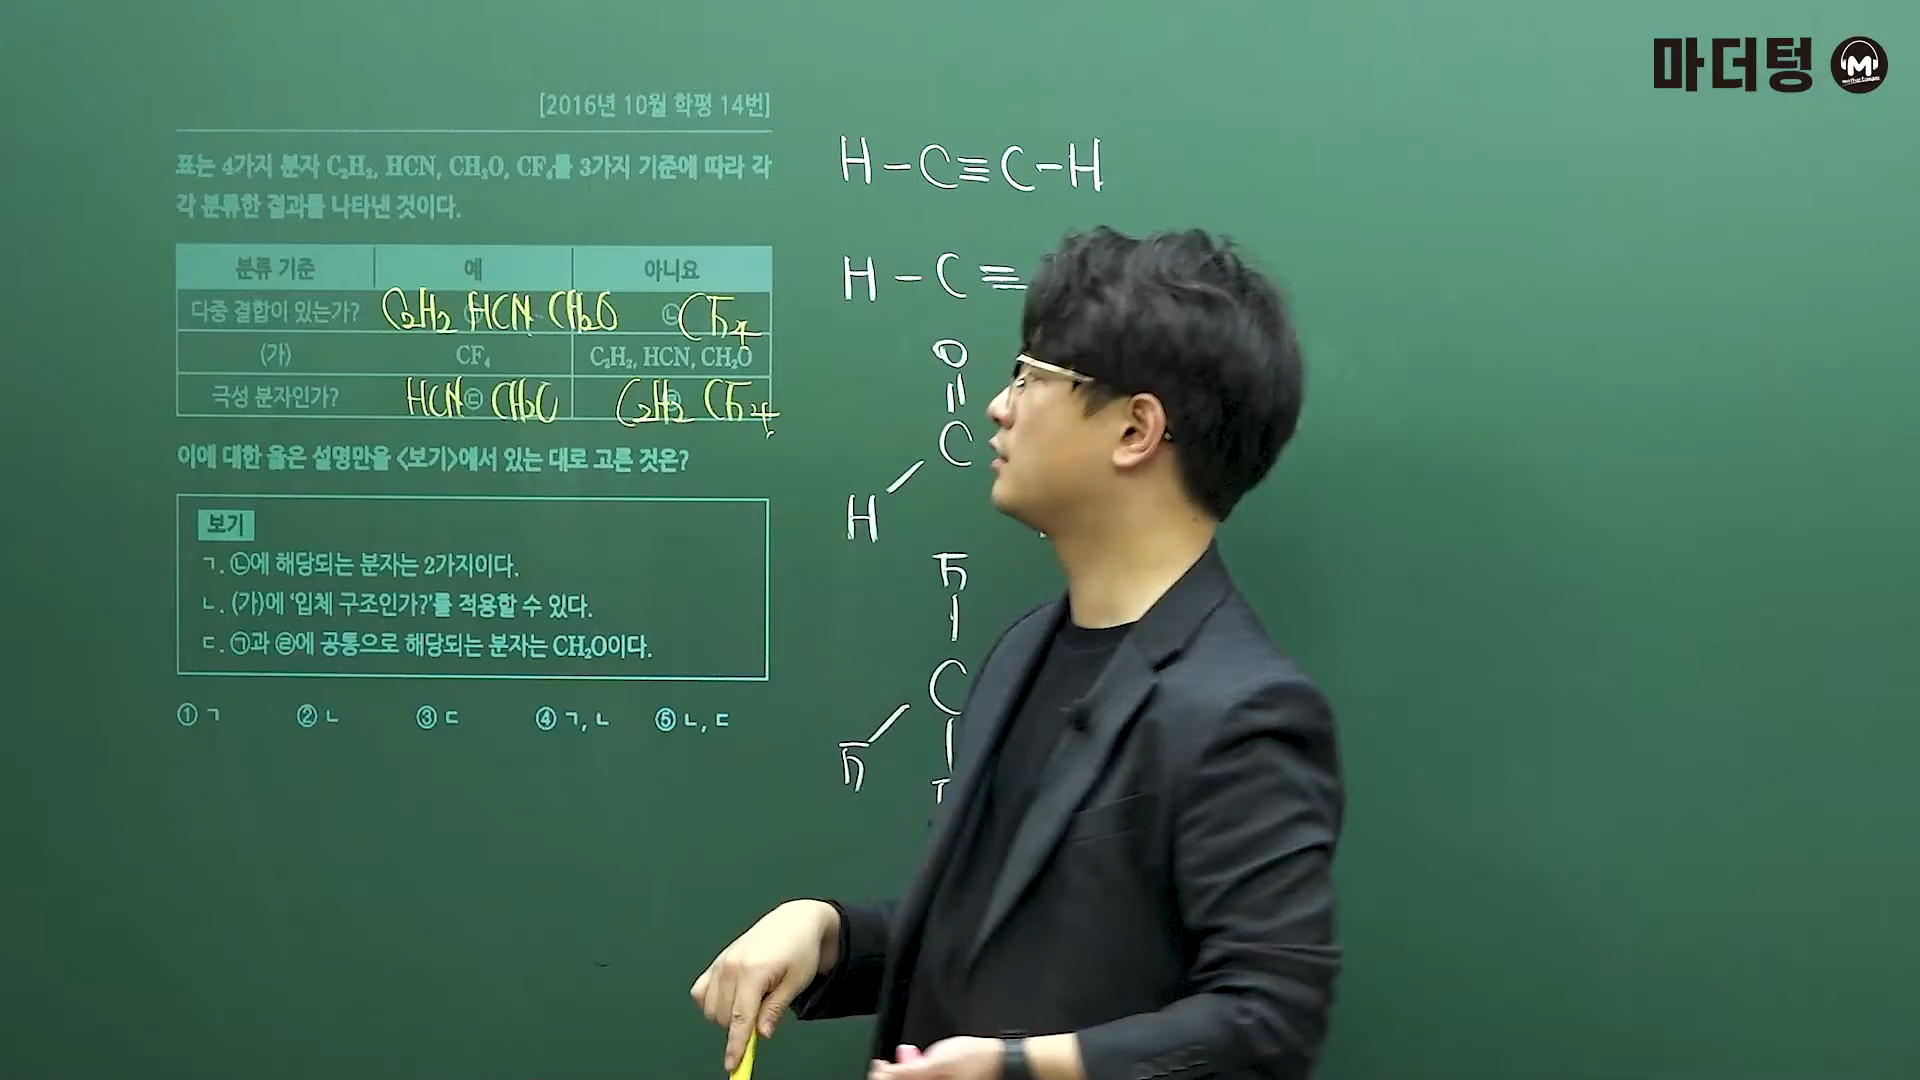 마더텅
[2016년 10월 학평 14번]
표는 4가지 분자 C₂H₂, HCN, CH₂O, CF₄를 3가지 기준에 따라 각
각 분류한 결과를 나타낸 것이다.
분류 기준 예 아니요
다중 결합이 있는가? C₂H₂ HCN CH₂O ㉡ CF₄
(가) CF₄ C₂H₂, HCN, CH₂O
극성 분자인가? HCN ㉢ CH₂O C₂H₂ CF₄
이에 대한 옳은 설명만을 <보기>에서 있는 대로 고른 것은?
보기
ㄱ. ㉡에 해당되는 분자는 2가지이다.
ㄴ. (가)에 '입체 구조인가?'를 적용할 수 있다.
ㄷ. ㉠과 ㉣에 공통으로 해당되는 분자는 CH₂O이다.
① ㄱ ② ㄴ ③ ㄷ ④ ㄱ, ㄴ ⑤ ㄴ, ㄷ
H-C≡C-H
H-C≡
O
||
C
H
F
|
C
F